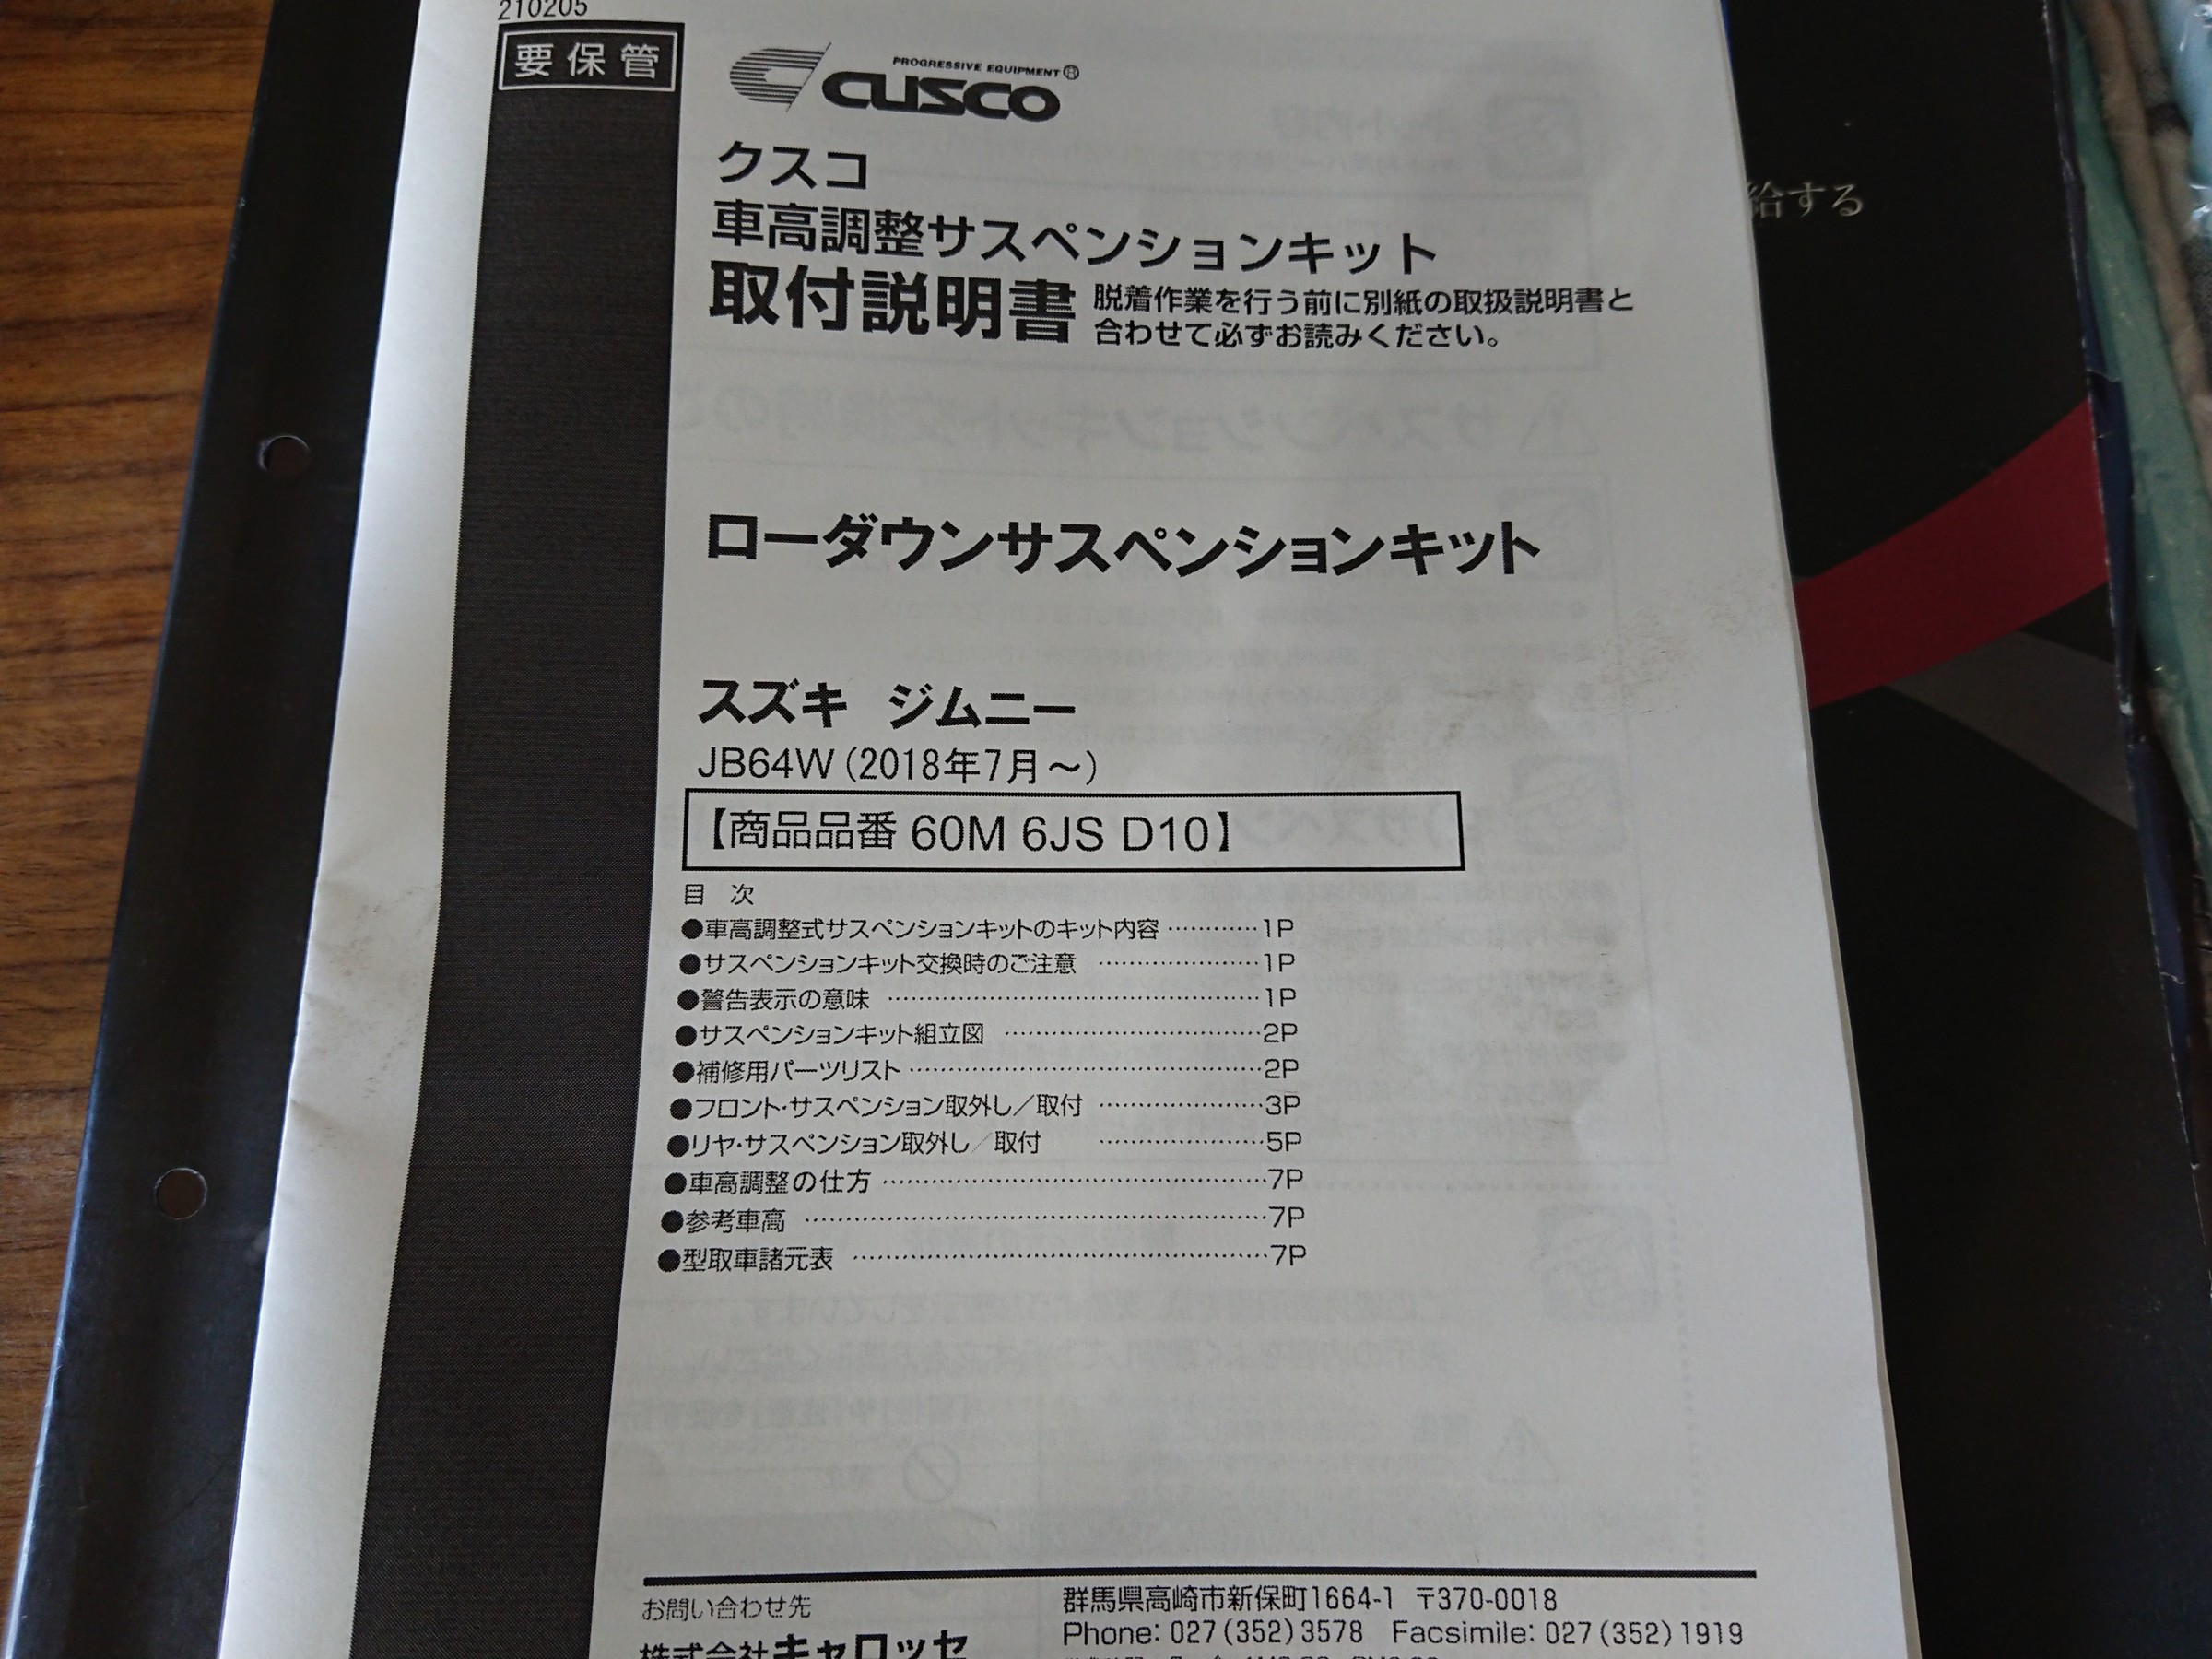 210205
要保管
PROGRESSIVE EQUIPMENT®
CUSCO
クスコ
車高調整サスペンションキット
取付説明書 脱着作業を行う前に別紙の取扱説明書と
合わせて必ずお読みください。
給する
ローダウンサスペンションキット
スズキ ジムニー
JB64W(2018年7月～)
【商品品番 60M 6JS D10】
目 次
●車高調整式サスペンションキットのキット内容 …………1P
●サスペンションキット交換時のご注意 …………………1P
●警告表示の意味 …………………………………………1P
●サスペンションキット組立図 ……………………………2P
●補修用パーツリスト ………………………………………2P
●フロント・サスペンション取外し／取付 …………………3P
●リヤ・サスペンション取外し／取付 …………………5P
●車高調整の仕方 …………………………………………7P
●参考車高 …………………………………………………7P
●型取車諸元表 ……………………………………………7P
お問い合わせ先
株式会社キャロッセ
群馬県高崎市新保町1664-1 〒370-0018
Phone: 027(352)3578 Facsimile: 027(352)1919